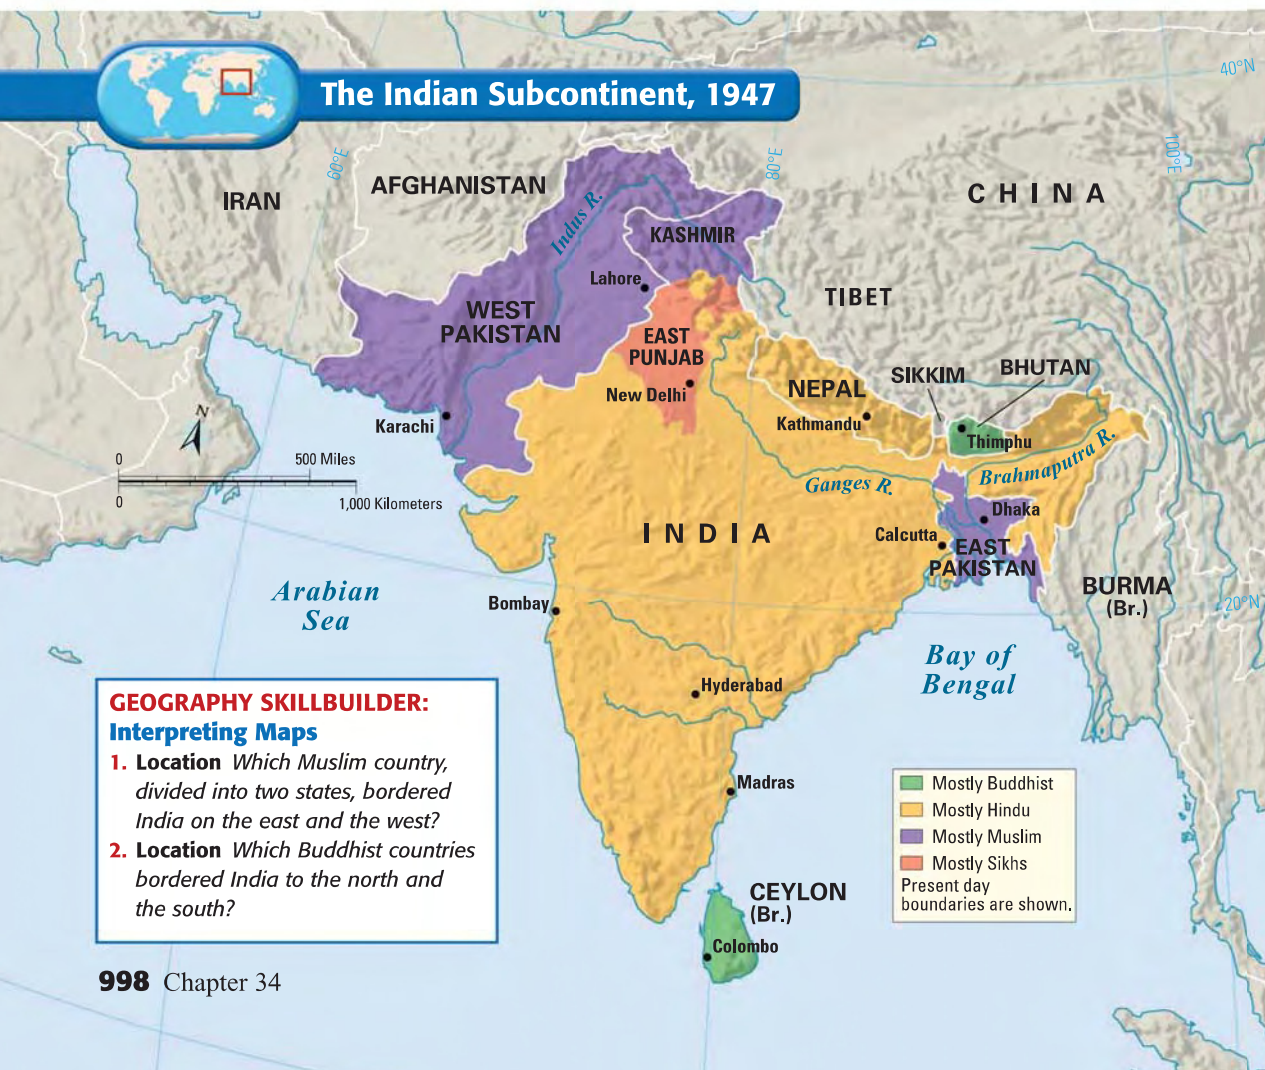 The Indian Subcontinent, 1947
40°N
60°E
80°E
100°E
IRAN
AFGHANISTAN
CHINA
Indus R.
KASHMIR
Lahore
TIBET
WEST
PAKISTAN
EAST
PUNJAB
New Delhi
NEPAL
Kathmandu
SIKKIM
BHUTAN
Thimphu
Brahmaputra R.
Karachi
N
0
500 Miles
0
1,000 Kilometers
Ganges R.
INDIA
Calcutta
Dhaka
EAST
PAKISTAN
BURMA
(Br.)
20°N
Arabian
Sea
Bombay
Bay of
Bengal
Hyderabad
Madras
CEYLON
(Br.)
Colombo
Mostly Buddhist
Mostly Hindu
Mostly Muslim
Mostly Sikhs
Present day
boundaries are shown.
GEOGRAPHY SKILLBUILDER:
Interpreting Maps
1. Location Which Muslim country,
divided into two states, bordered
India on the east and the west?
2. Location Which Buddhist countries
bordered India to the north and
the south?
998 Chapter 34